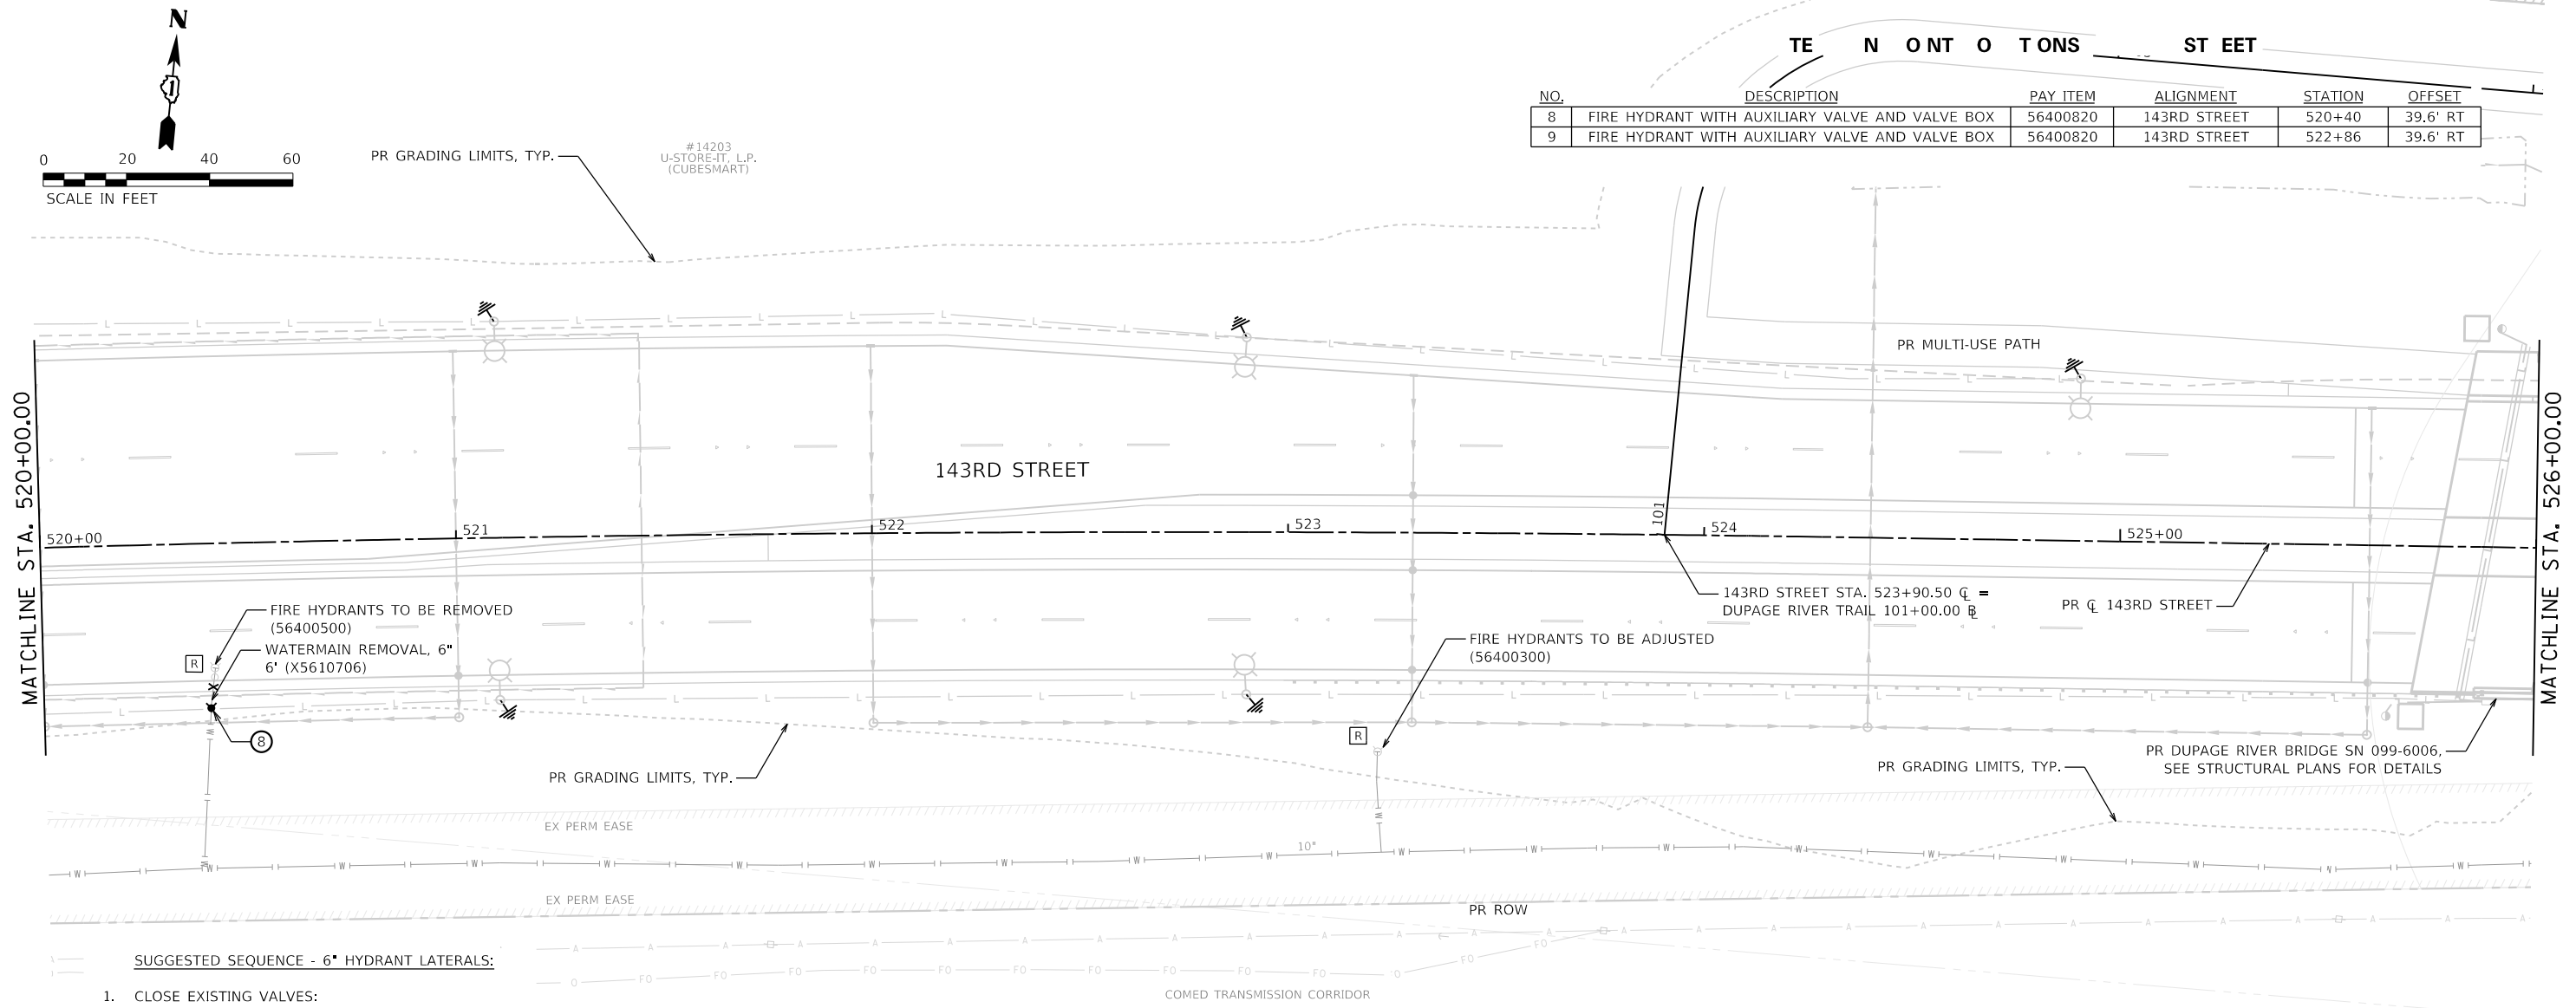 N
1
0 20 40 60
SCALE IN FEET
PR GRADING LIMITS, TYP.
#14203
U-STORE-IT, L.P.
(CUBESMART)
NO. DESCRIPTION PAY ITEM ALIGNMENT STATION OFFSET
8 FIRE HYDRANT WITH AUXILIARY VALVE AND VALVE BOX 56400820 143RD STREET 520+40 39.6' RT
9 FIRE HYDRANT WITH AUXILIARY VALVE AND VALVE BOX 56400820 143RD STREET 522+86 39.6' RT
PR MULTI-USE PATH
MATCHLINE STA. 520+00.00
MATCHLINE STA. 526+00.00
143RD STREET
520+00 521 522 523 101 524 525+00
143RD STREET STA. 523+90.50 ℄ =
DUPAGE RIVER TRAIL 101+00.00 BL
PR ℄ 143RD STREET
FIRE HYDRANTS TO BE REMOVED
(56400500)
R
WATERMAIN REMOVAL, 6"
6' (X5610706)
8
FIRE HYDRANTS TO BE ADJUSTED
(56400300)
R
PR GRADING LIMITS, TYP.
PR GRADING LIMITS, TYP.
PR DUPAGE RIVER BRIDGE SN 099-6006,
SEE STRUCTURAL PLANS FOR DETAILS
EX PERM EASE
10"
EX PERM EASE
PR ROW
SUGGESTED SEQUENCE - 6" HYDRANT LATERALS:
1. CLOSE EXISTING VALVES:
COMED TRANSMISSION CORRIDOR